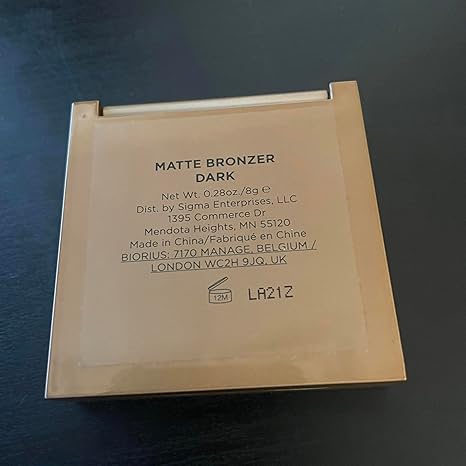 MATTE BRONZER
DARK
Net Wt. 0.28oz./8g ℮
Dist. by Sigma Enterprises, LLC
1395 Commerce Dr
Mendota Heights, MN 55120
Made in China/Fabriqué en Chine
BIORIUS: 7170 MANAGE, BELGIUM /
LONDON WC2H 9JQ, UK
12M
LA21Z